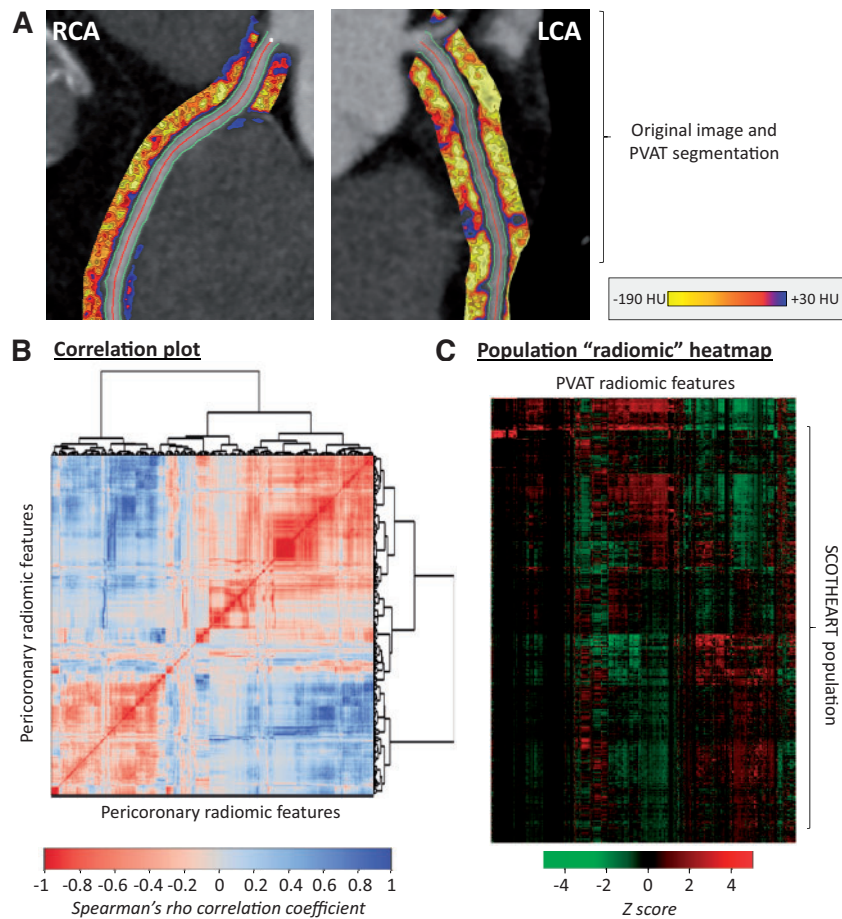 A
RCA
LCA
Original image and
PVAT segmentation
-190 HU
+30 HU
B Correlation plot
Pericoronary radiomic features
Pericoronary radiomic features
-1 -0.8 -0.6 -0.4 -0.2 0 0.2 0.4 0.6 0.8 1
Spearman's rho correlation coefficient
C Population “radiomic” heatmap
PVAT radiomic features
SCOTHEART population
-4 -2 0 2 4
Z score